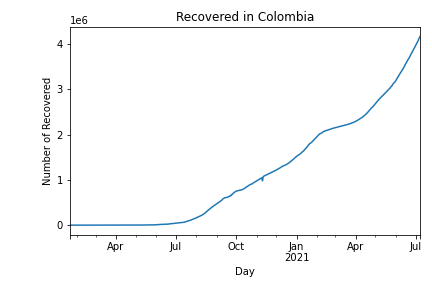 Recovered in Colombia
1e6
4
3
2
1
0
Number of Recovered
Apr Jul Oct Jan Apr Jul
2021
Day